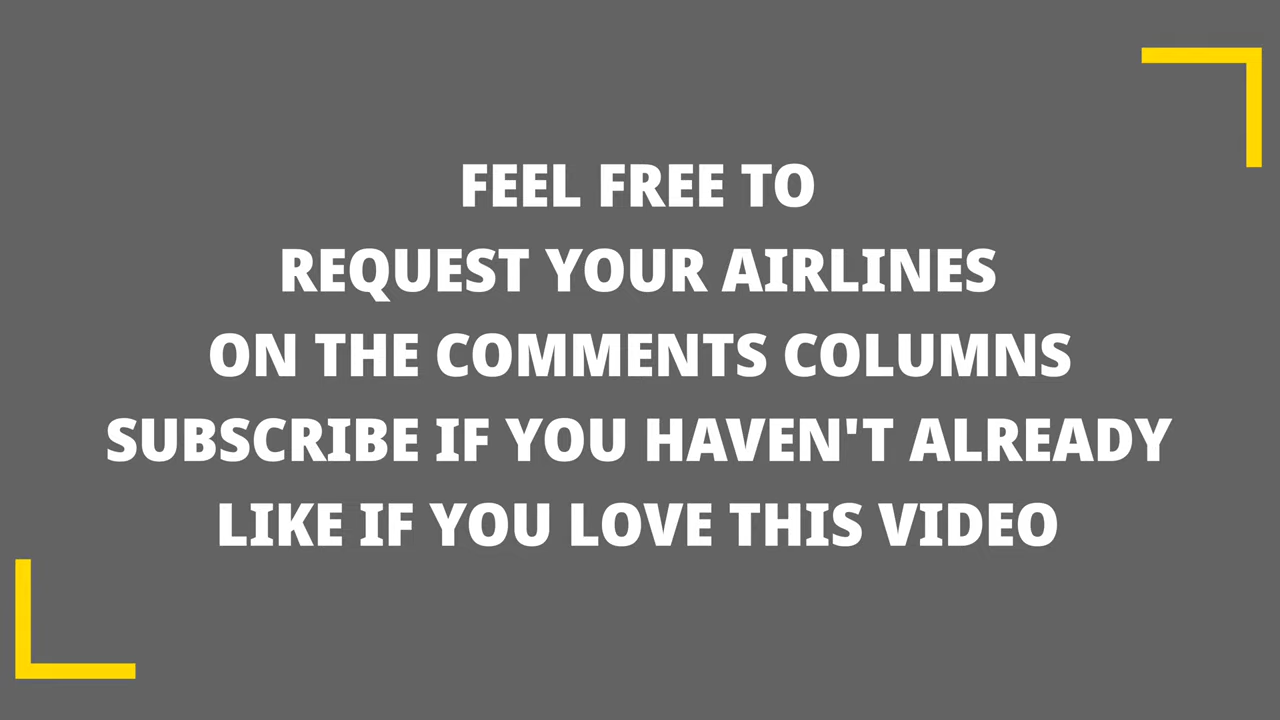 FEEL FREE TO
REQUEST YOUR AIRLINES
ON THE COMMENTS COLUMNS
SUBSCRIBE IF YOU HAVEN'T ALREADY
LIKE IF YOU LOVE THIS VIDEO